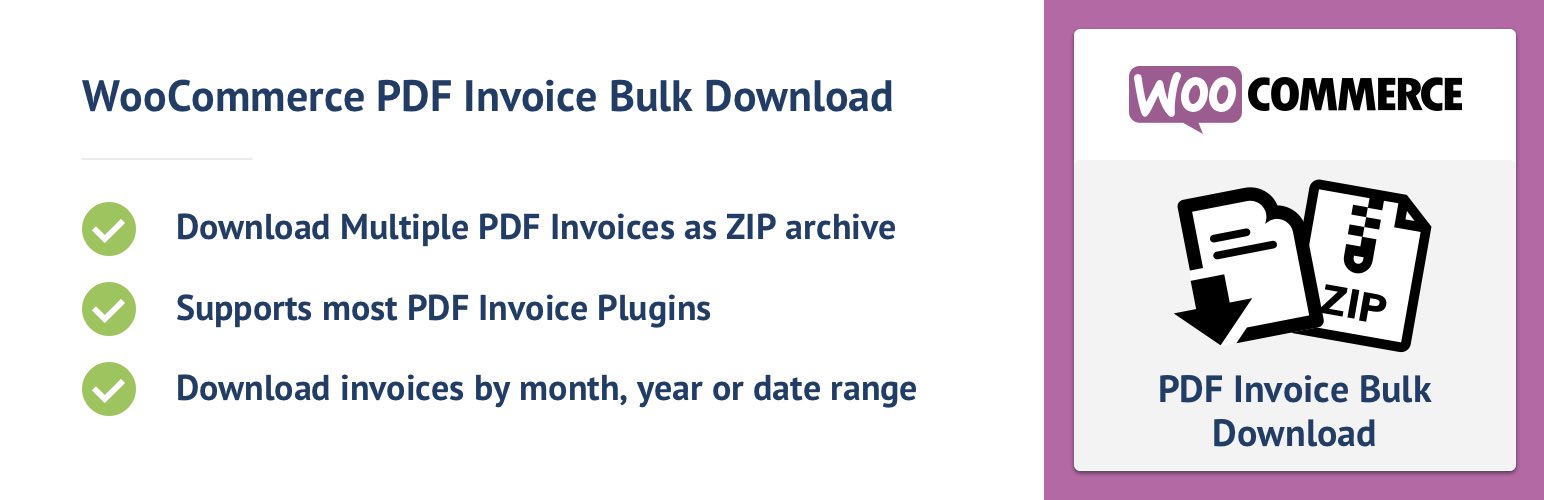 WooCommerce PDF Invoice Bulk Download
Download Multiple PDF Invoices as ZIP archive
Supports most PDF Invoice Plugins
Download invoices by month, year or date range
WOO COMMERCE
ZIP
PDF Invoice Bulk
Download